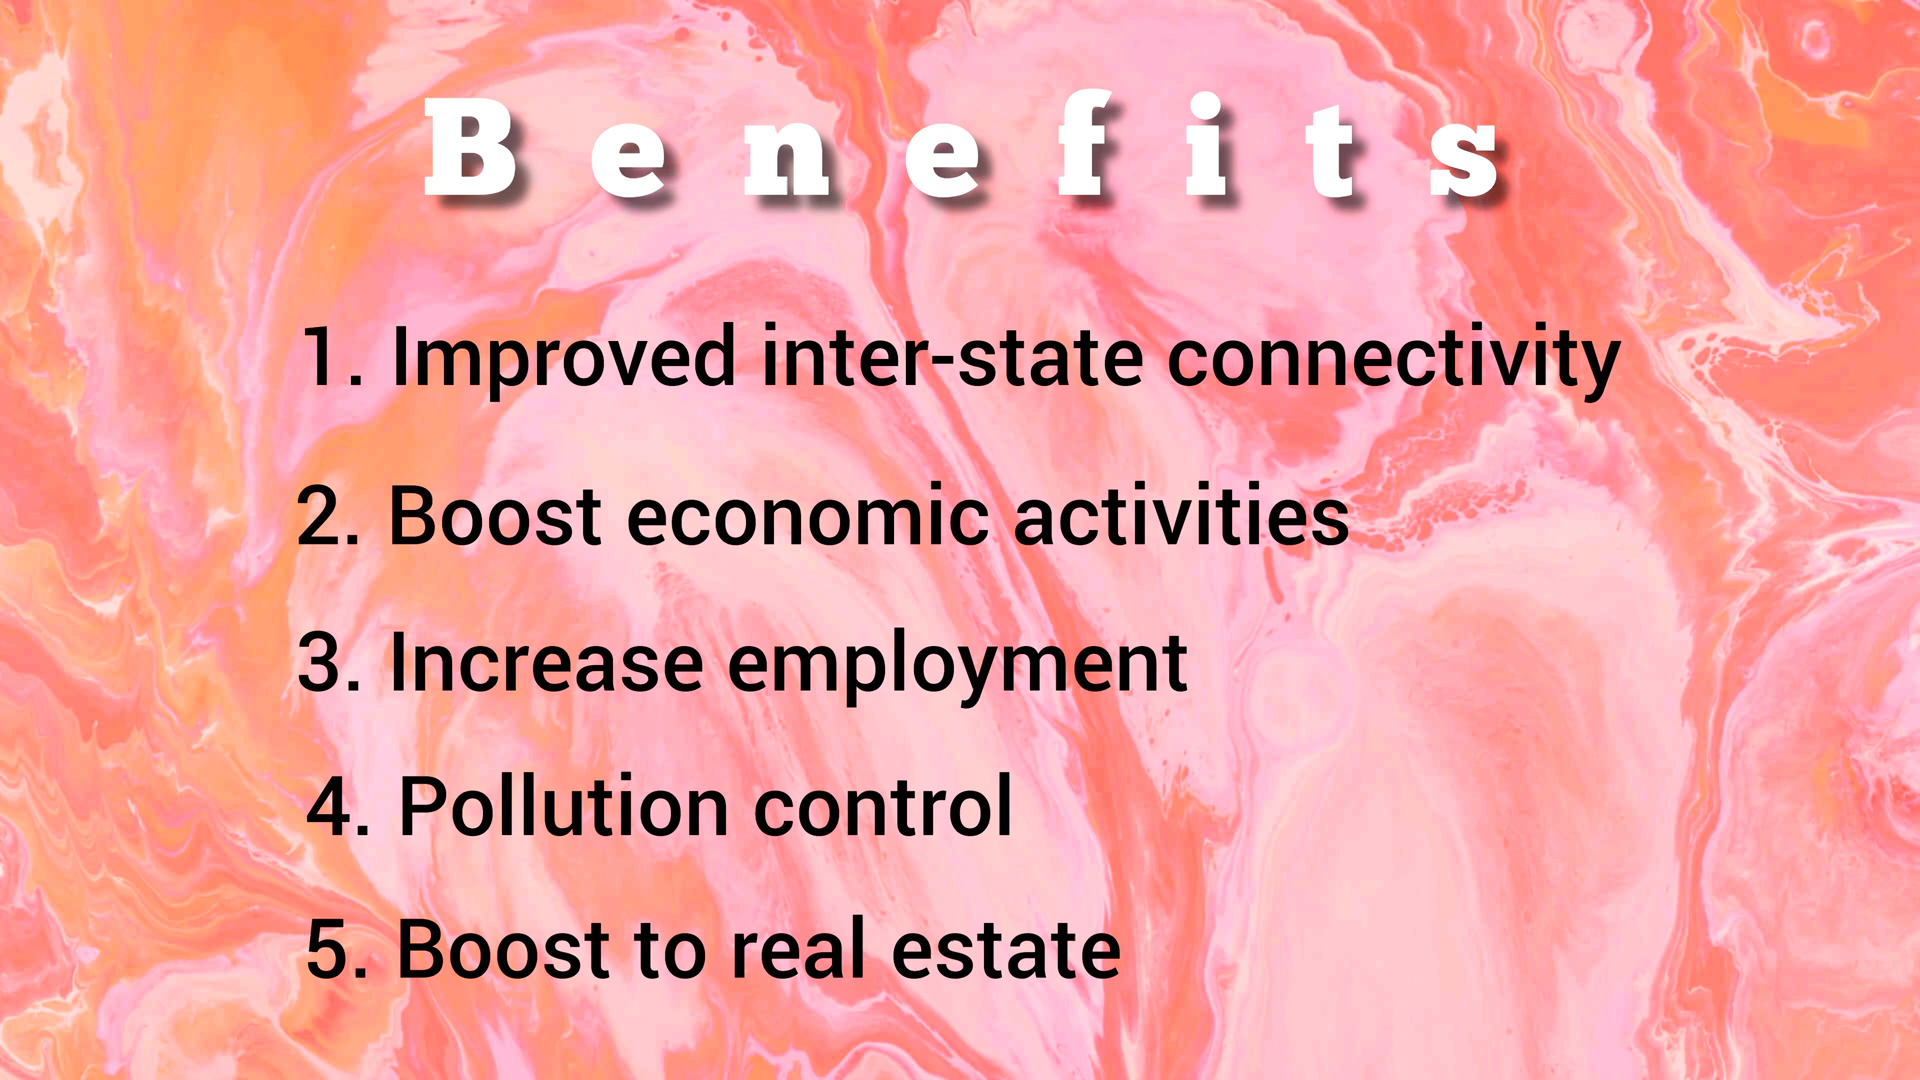 Benefits
1. Improved inter-state connectivity
2. Boost economic activities
3. Increase employment
4. Pollution control
5. Boost to real estate